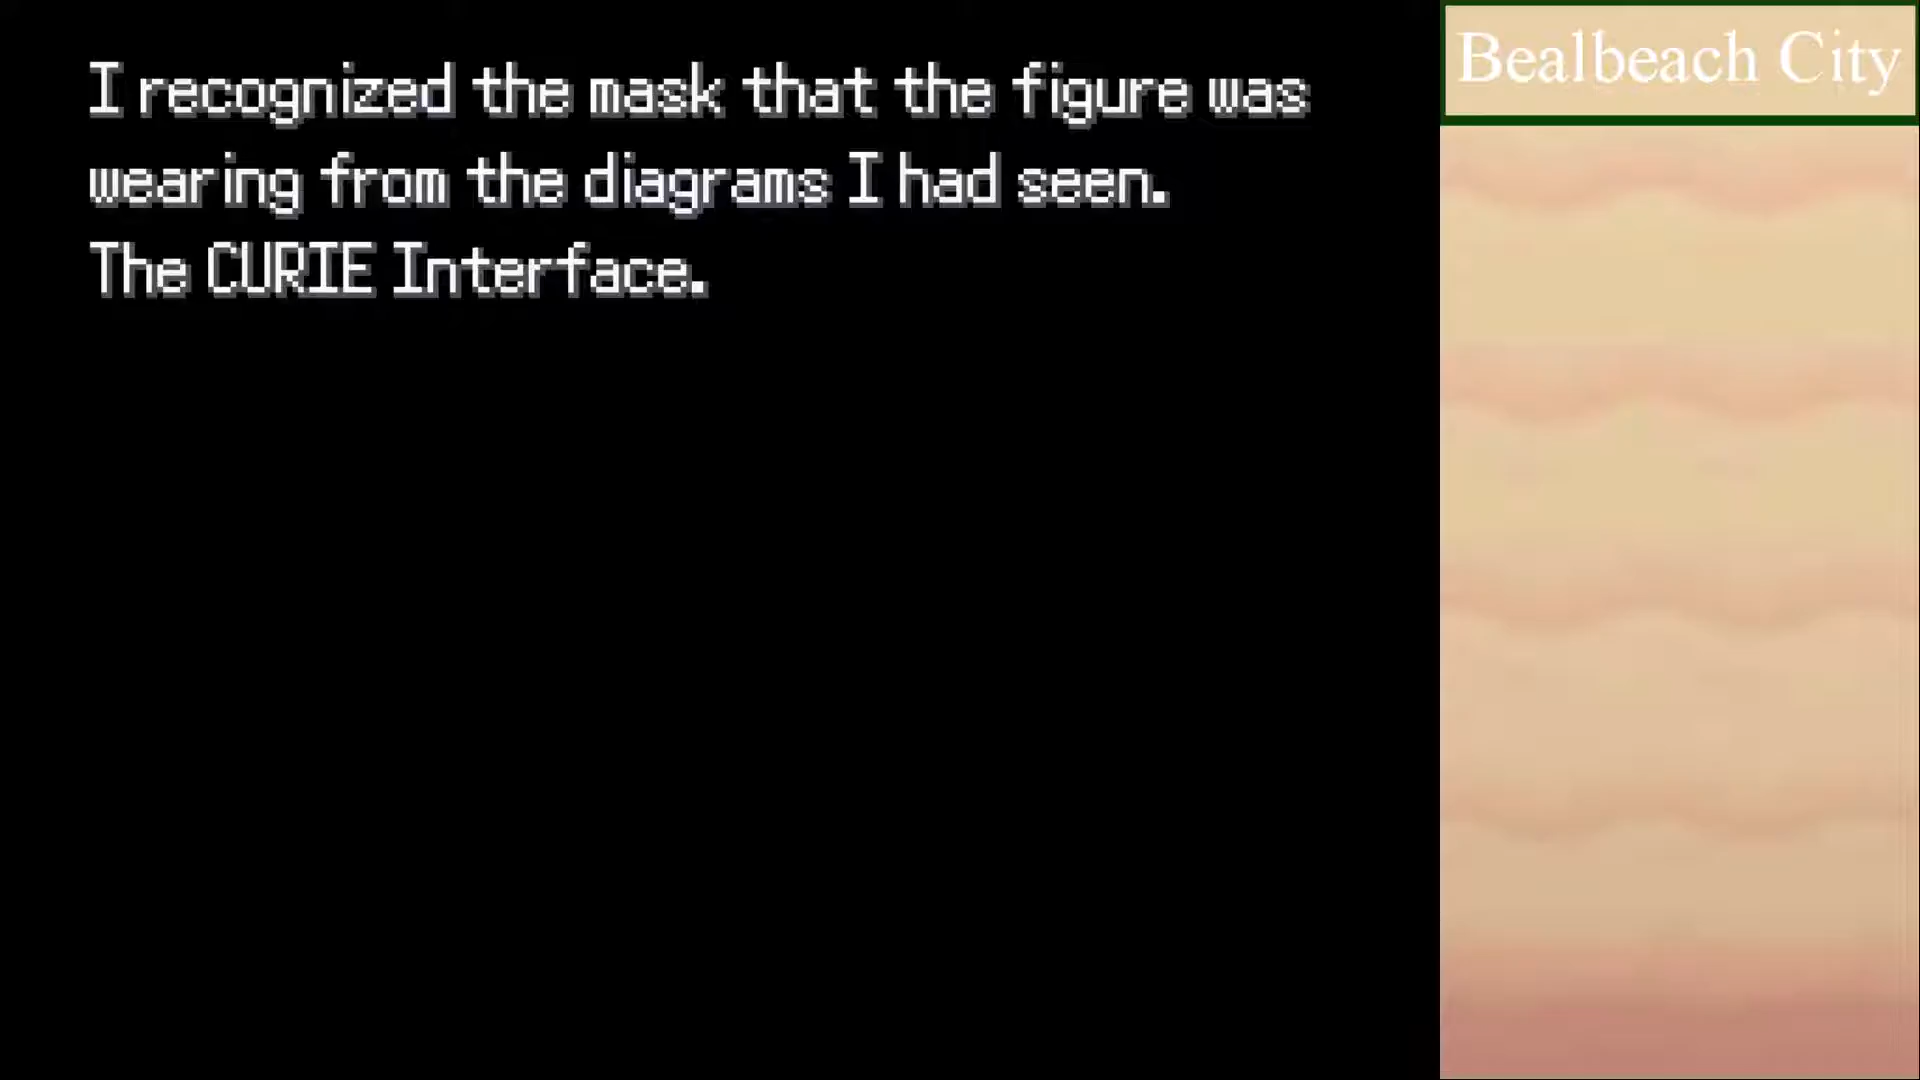 I recognized the mask that the figure was
wearing from the diagrams I had seen.
The CURIE Interface.
Bealbeach City